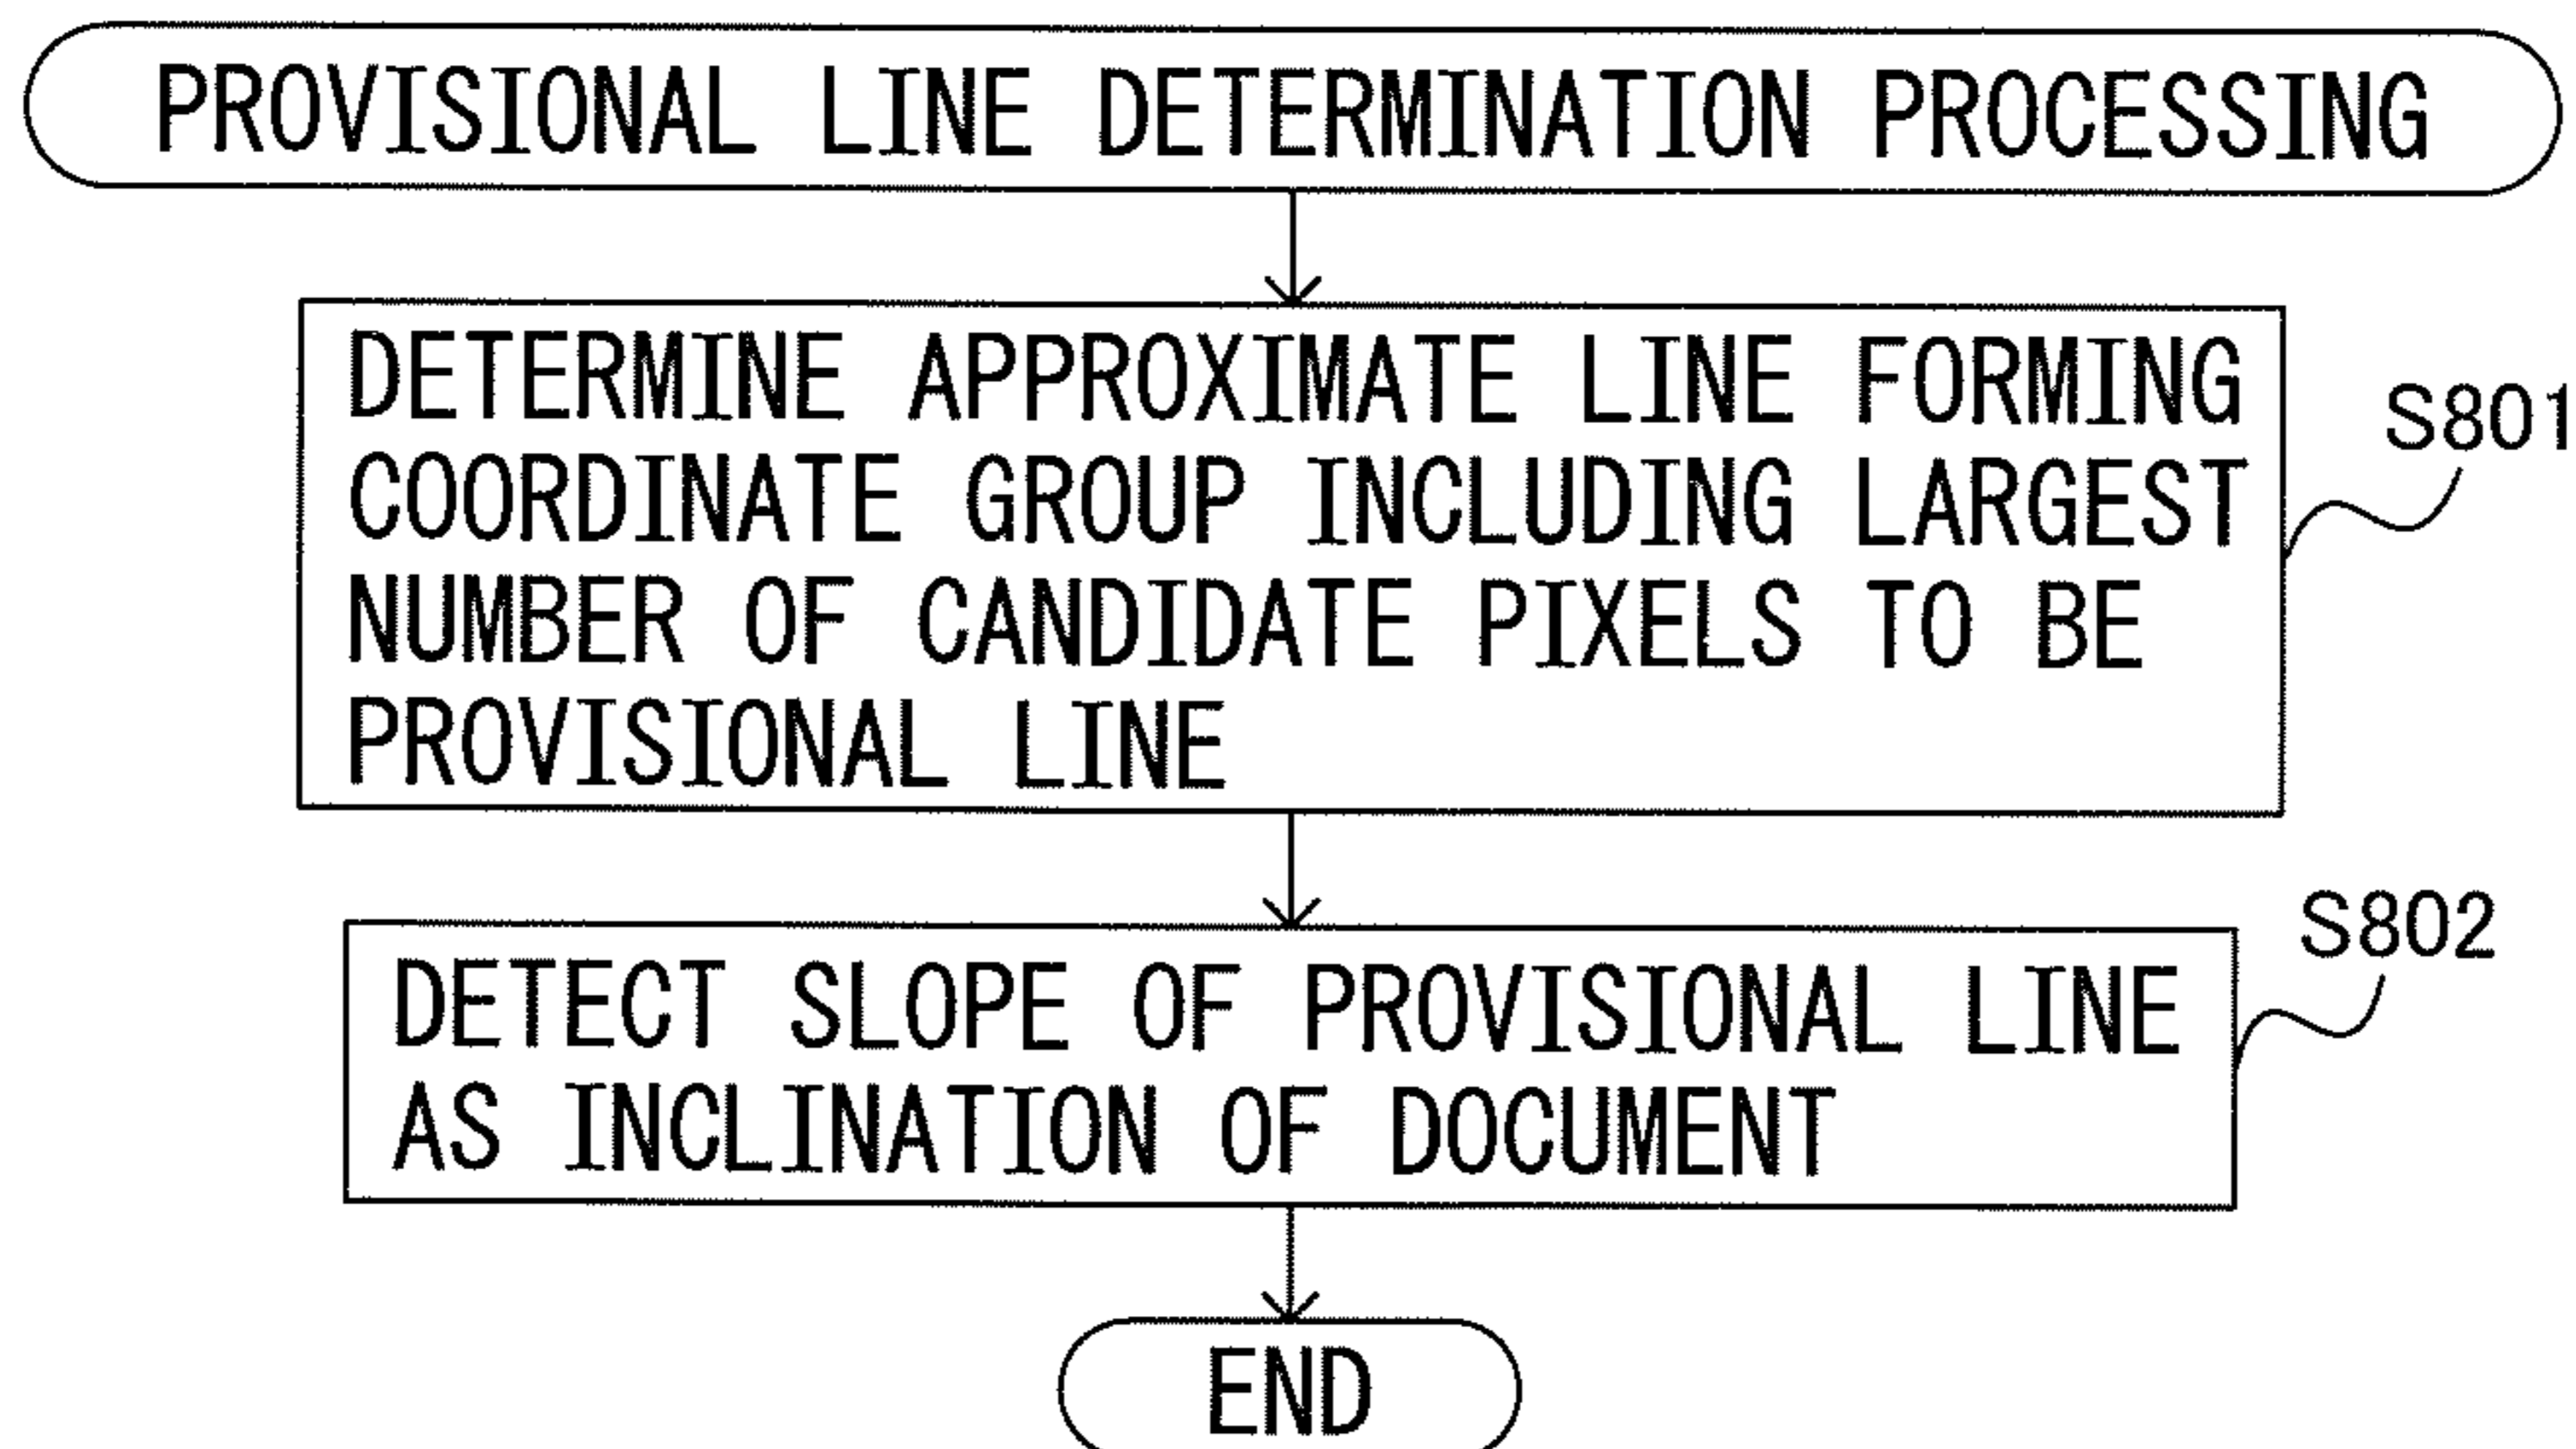 PROVISIONAL LINE DETERMINATION PROCESSING
DETERMINE APPROXIMATE LINE FORMING
COORDINATE GROUP INCLUDING LARGEST
NUMBER OF CANDIDATE PIXELS TO BE
PROVISIONAL LINE
S801
DETECT SLOPE OF PROVISIONAL LINE
AS INCLINATION OF DOCUMENT
S802
END